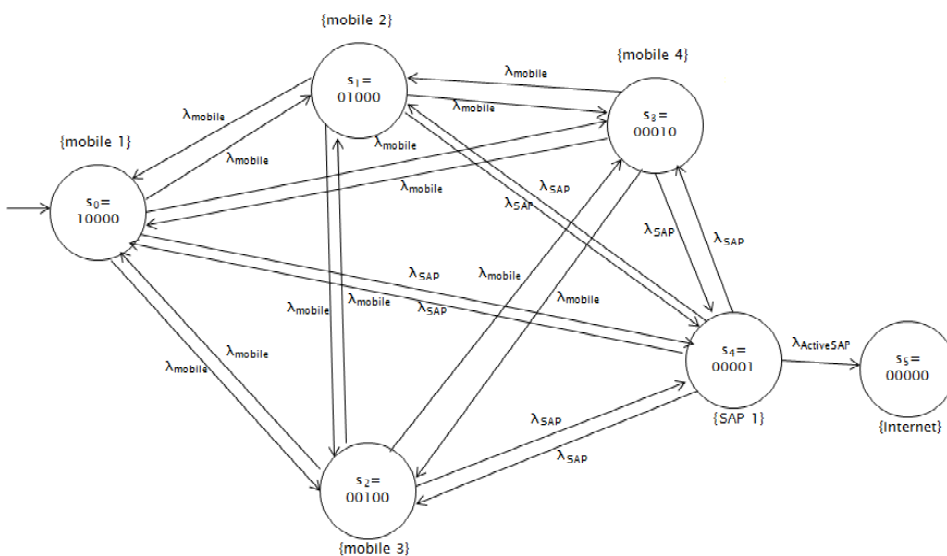 {mobile 2}
{mobile 4}
s₁=
01000
λmobile
λmobile
s₃=
00010
λmobile
λmobile
{mobile 1}
λmobile
λmobile
λmobile
s₀=
10000
λSAP
λSAP
λSAP
λSAP
λSAP
λmobile
λmobile
λSAP
λmobile
λmobile
s₄=
00001
λActiveSAP
s₅=
00000
λmobile
λmobile
{SAP 1}
{Internet}
λSAP
λSAP
s₂=
00100
{mobile 3}